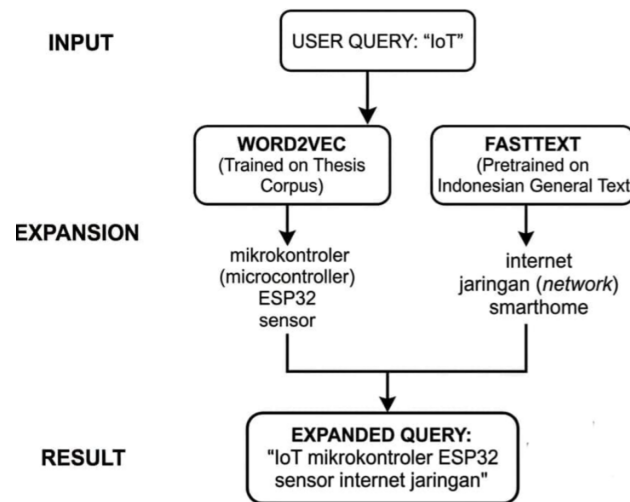 INPUT
USER QUERY: “IoT”
WORD2VEC
(Trained on Thesis
Corpus)
FASTTEXT
(Pretrained on
Indonesian General Text
EXPANSION
mikrokontroler
(microcontroller)
ESP32
sensor
internet
jaringan (network)
smarthome
RESULT
EXPANDED QUERY:
"IoT mikrokontroler ESP32
sensor internet jaringan"